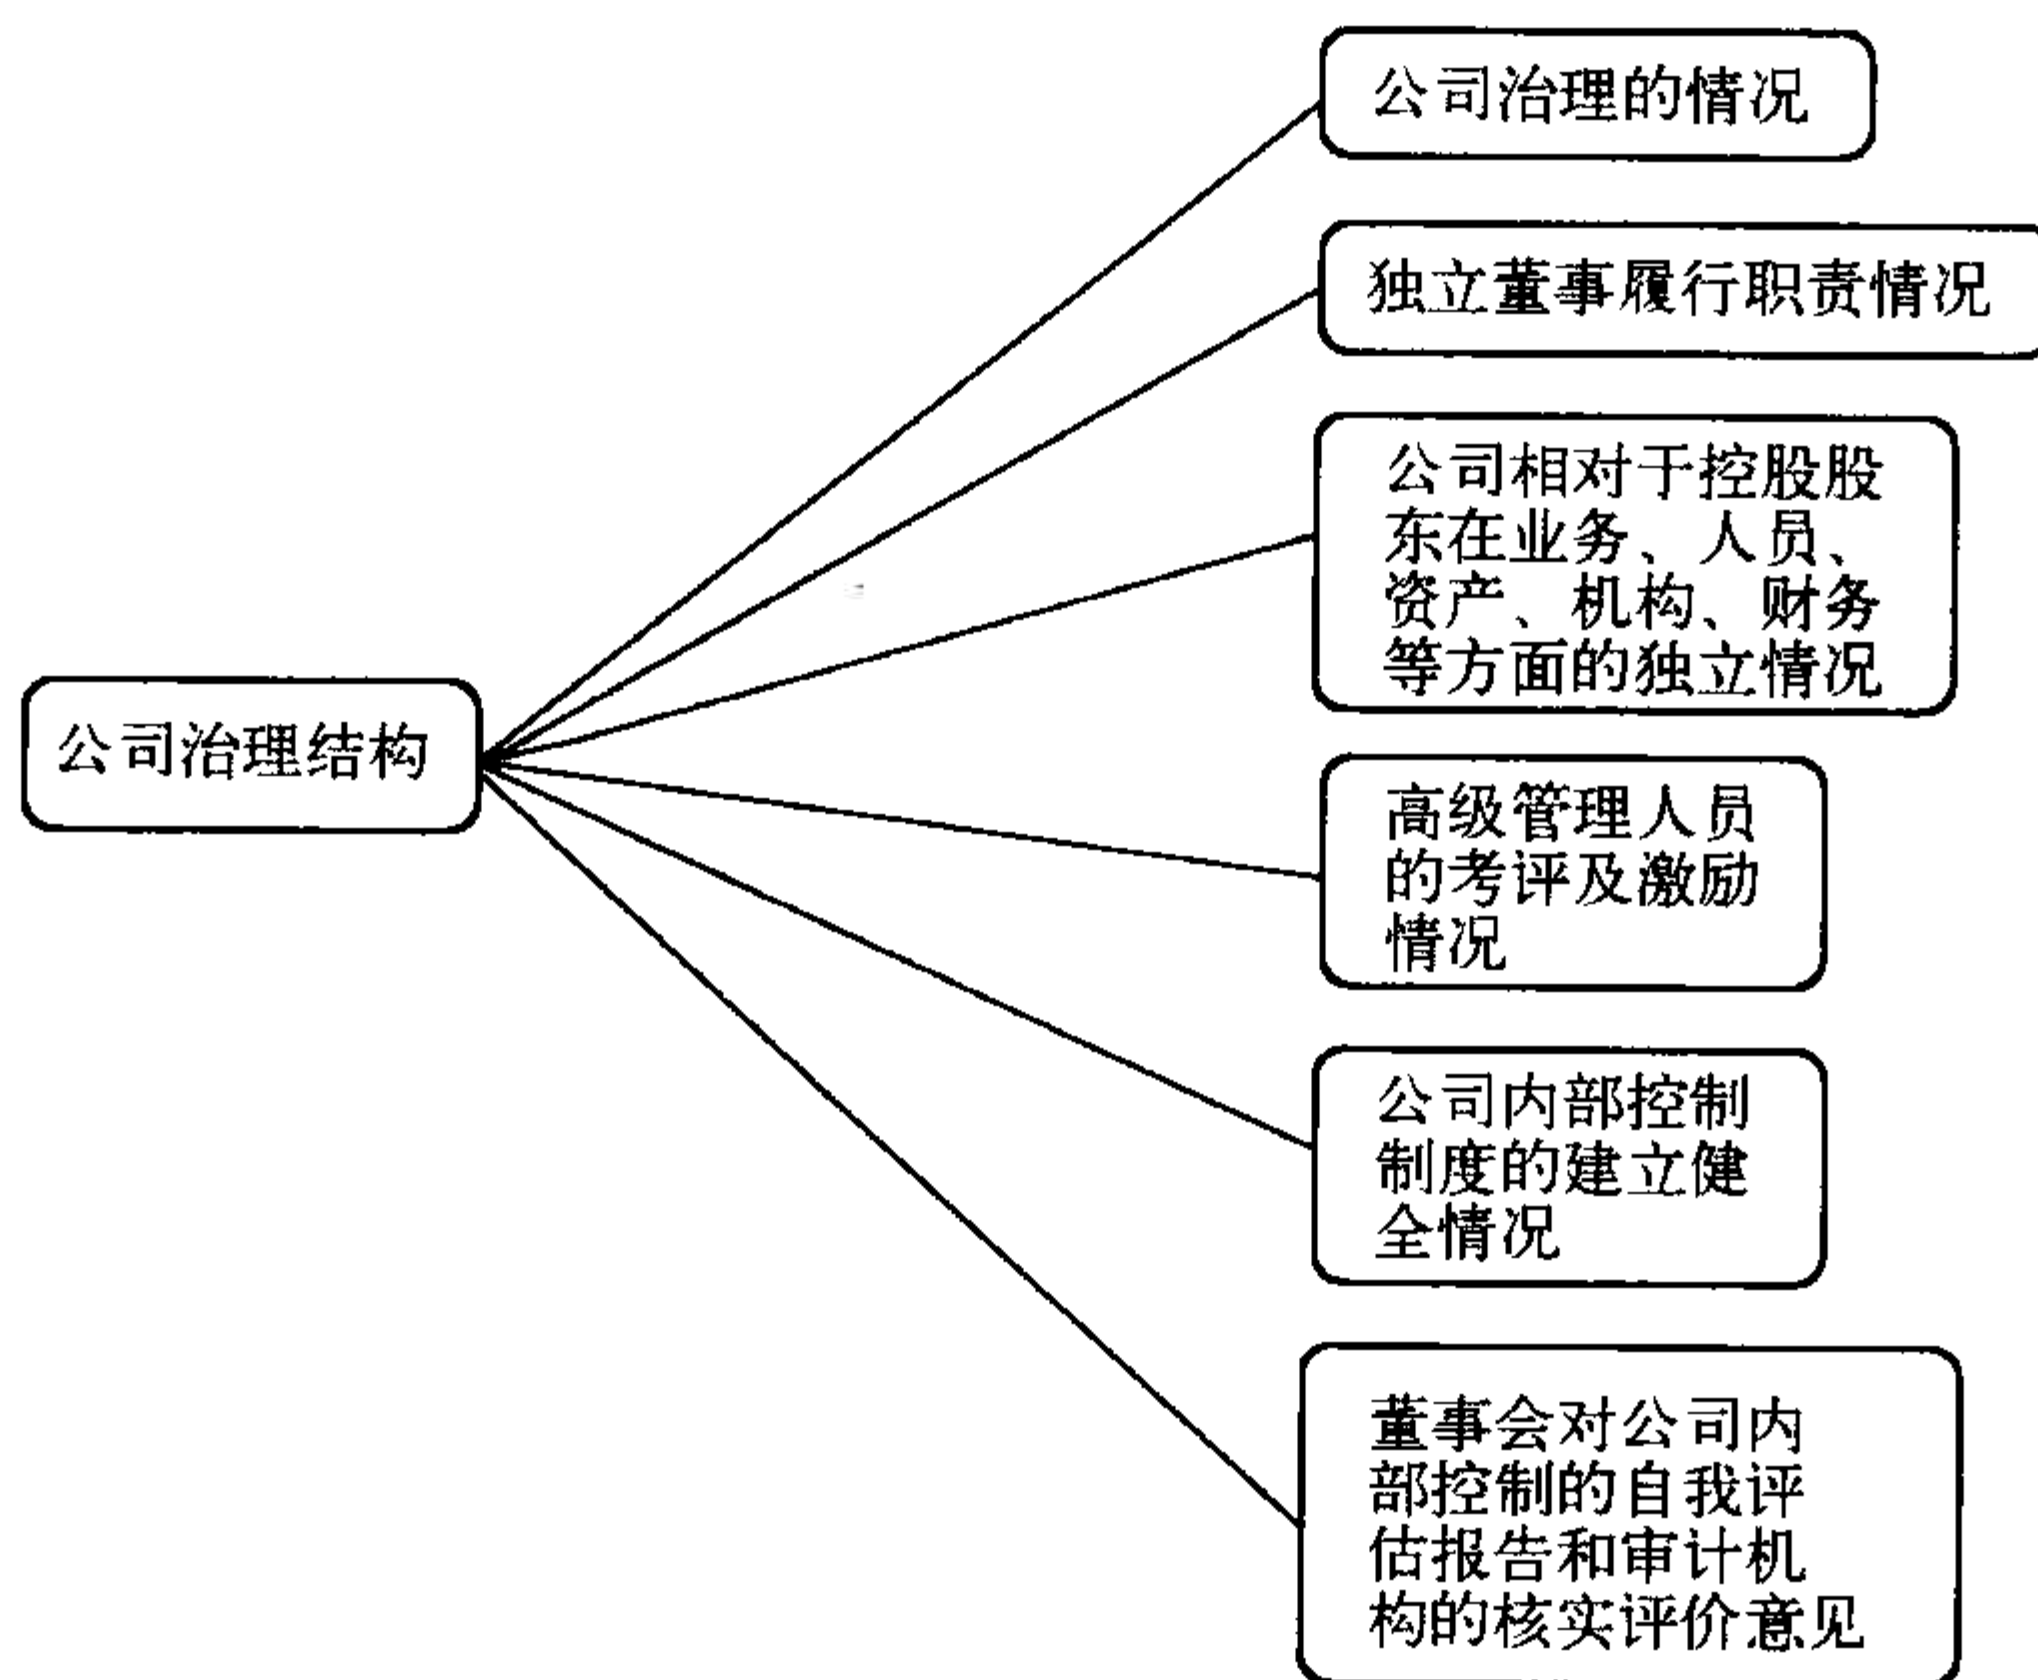 公司治理的情况
独立董事履行职责情况
公司相对于控股股
东在业务、人员、
资产、机构、财务
等方面的独立情况
公司治理结构
高级管理人员
的考评及激励
情况
公司内部控制
制度的建立健
全情况
董事会对公司内
部控制的自我评
估报告和审计机
构的核实评价意见